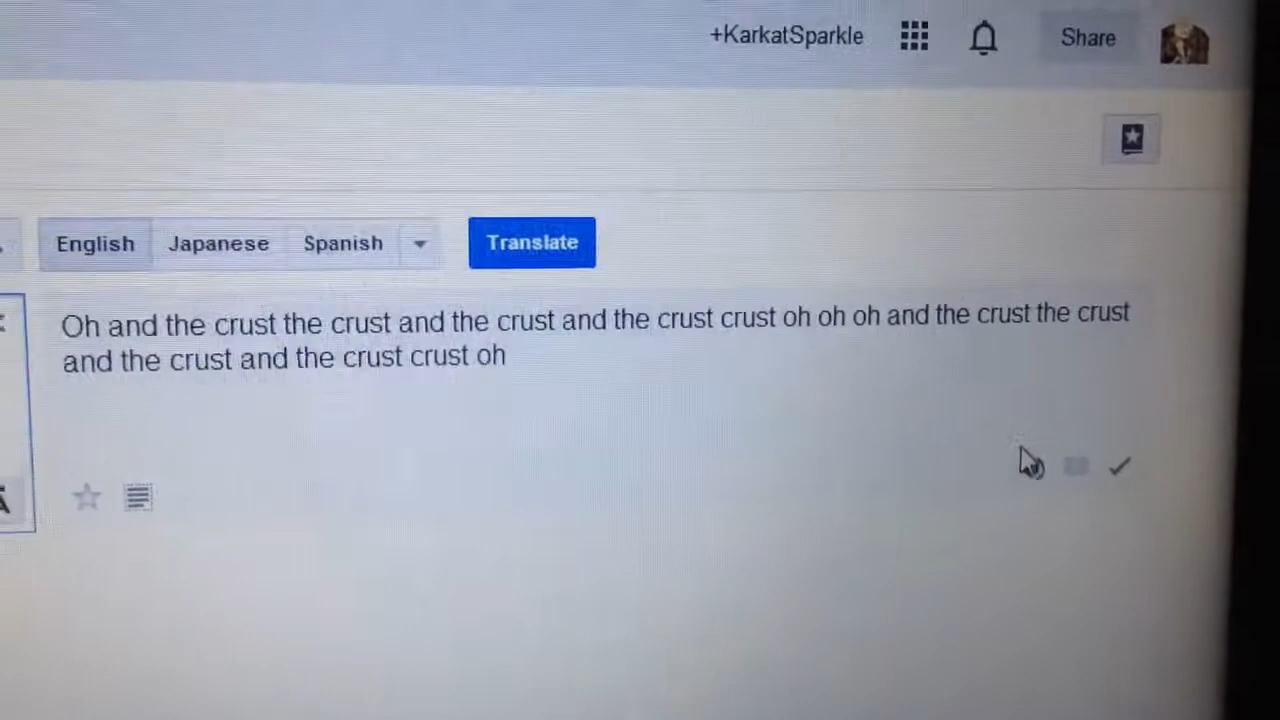 +KarkatSparkle
Share
English Japanese Spanish Translate
Oh and the crust the crust and the crust and the crust crust oh oh oh and the crust the crust
and the crust and the crust crust oh